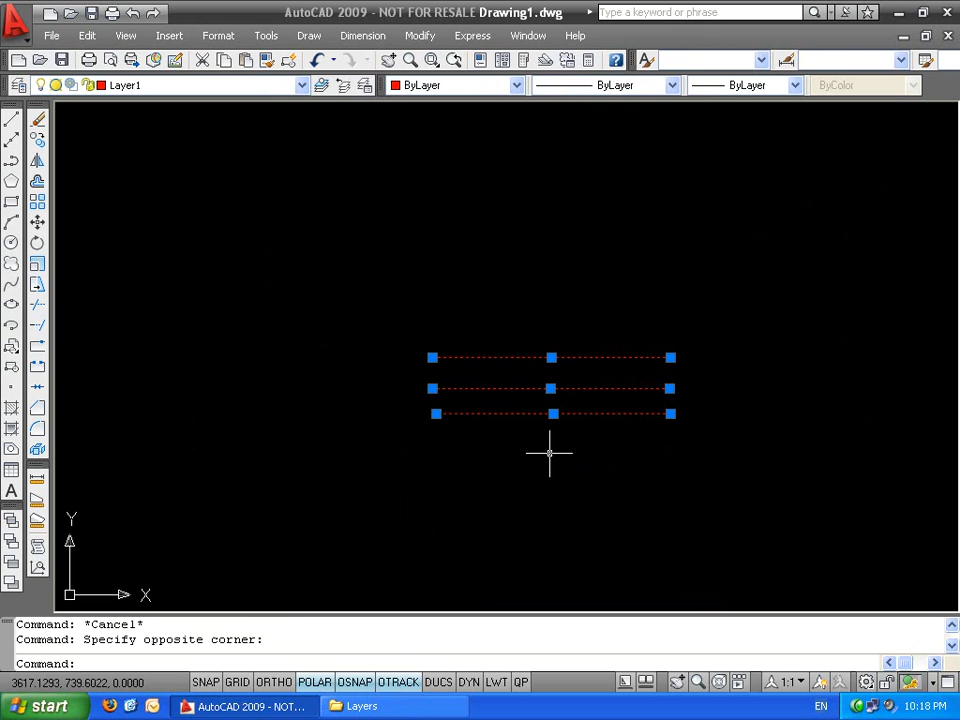 AutoCAD 2009 - NOT FOR RESALE Drawing1.dwg
Type a keyword or phrase
File Edit View Insert Format Tools Draw Dimension Modify Express Window Help
Layer1 ByLayer ByLayer ByLayer ByColor
A
Y
X
Command: *Cancel*
Command: Specify opposite corner:
Command:
3617.1293, 739.6022, 0.0000 SNAP GRID ORTHO POLAR OSNAP OTRACK DUCS DYN LWT QP 1:1
start AutoCAD 2009 - NOT... Layers EN 10:18 PM